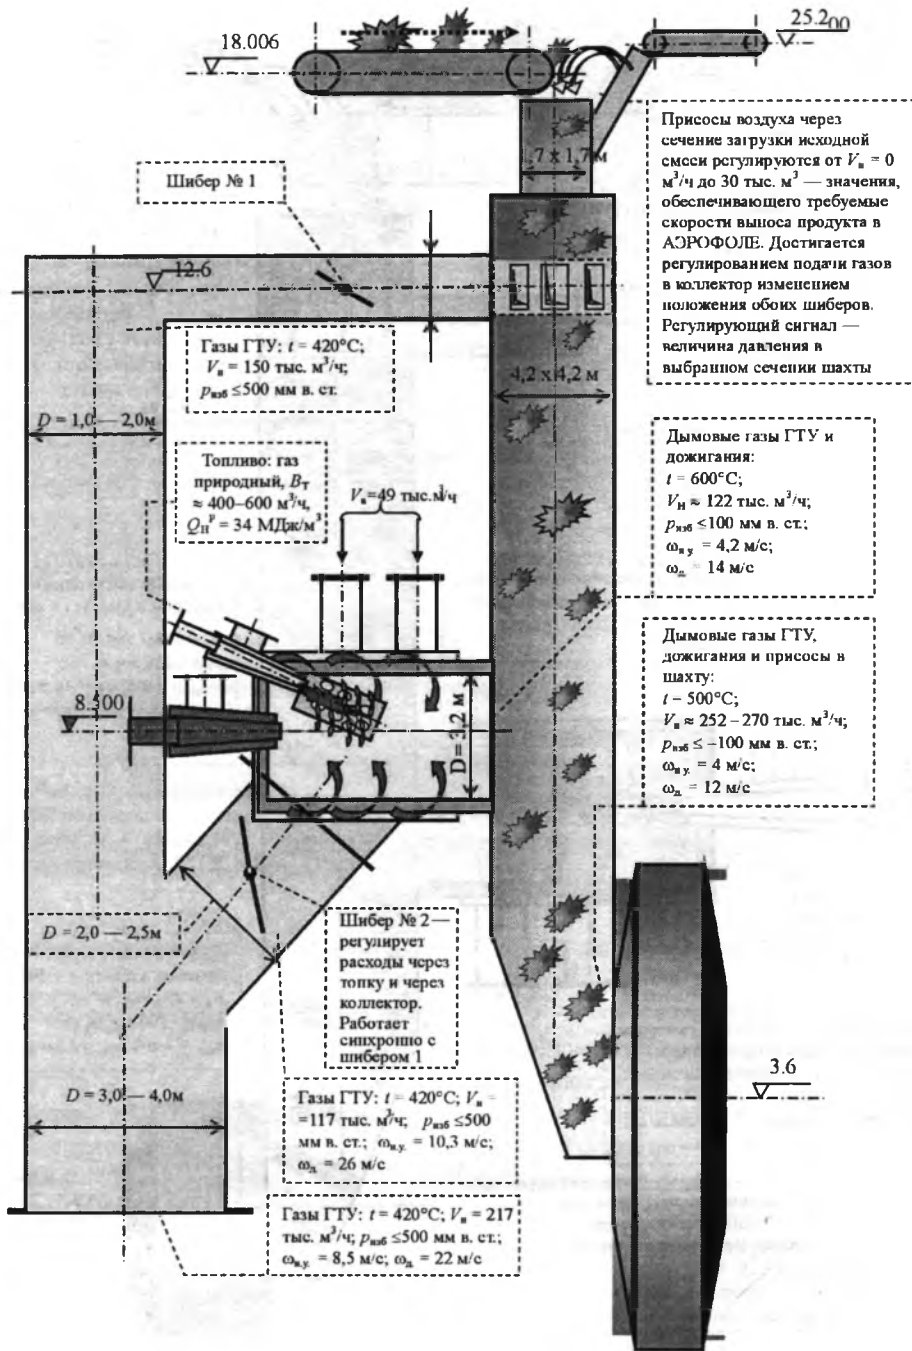 25.200
18.006
1,7 x 1,7 м
Присосы воздуха через
сечение загрузки исходной
смеси регулируются от Vн = 0
м³/ч до 30 тыс. м³ — значения,
обеспечивающего требуемые
скорости выноса продукта в
АЭРОФОЛЕ. Достигается
регулированием подачи газов
в коллектор изменением
положения обоих шиберов.
Регулирующий сигнал —
величина давления в
выбранном сечении шахты
Шибер № 1
12.6
Газы ГТУ: t = 420°C;
Vн = 150 тыс. м³/ч;
pизб ≤500 мм в. ст.
4,2 x 4,2 м
D = 1,0 — 2,0м
Топливо: газ
природный, Bт
≈ 400–600 м³/ч,
Qнᵖ = 34 МДж/м³
Vн=49 тыс.м³/ч
Дымовые газы ГТУ и
дожигания:
t = 600°C;
Vн ≈ 122 тыс. м³/ч;
pизб ≤100 мм в. ст.;
ωн.у. = 4,2 м/с;
ωд = 14 м/с
Дымовые газы ГТУ,
дожигания и присосы в
шахту:
t – 500°C;
Vн ≈ 252 –270 тыс. м³/ч;
pизб ≤ –100 мм в. ст.;
ωн.у. = 4 м/с;
ωд = 12 м/с
8.500
D = 3,2 м
D = 2,0 — 2,5м
Шибер № 2 —
регулирует
расходы через
топку и через
коллектор.
Работает
синхронно с
шибером 1
3.6
D = 3,0 — 4,0м
Газы ГТУ: t = 420°C; Vн =
=117 тыс. м³/ч; pизб ≤500
мм в. ст.; ωн.у. = 10,3 м/с;
ωд = 26 м/с
Газы ГТУ: t = 420°C; Vн = 217
тыс. м³/ч; pизб ≤500 мм в. ст.;
ωн.у. = 8,5 м/с; ωд = 22 м/с